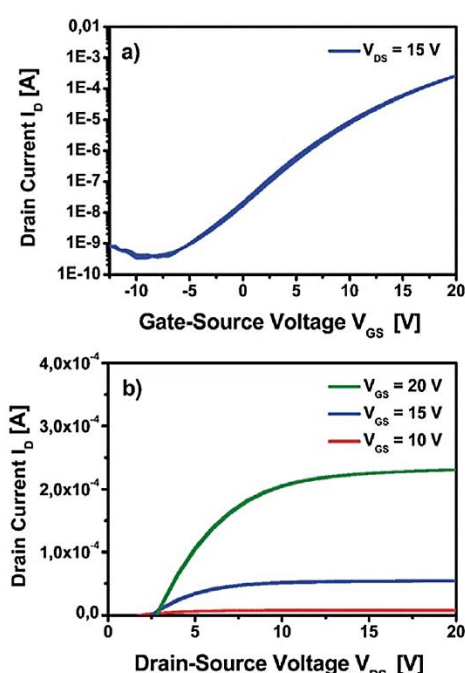 a)
V_DS = 15 V
0,01
1E-3
1E-4
1E-5
1E-6
1E-7
1E-8
1E-9
1E-10
Drain Current I_D [A]
-10 -5 0 5 10 15 20
Gate-Source Voltage V_GS [V]
b)
V_GS = 20 V
V_GS = 15 V
V_GS = 10 V
4,0x10^-4
3,0x10^-4
2,0x10^-4
1,0x10^-4
0,0
Drain Current I_D [A]
0 5 10 15 20
Drain-Source Voltage V_DS [V]